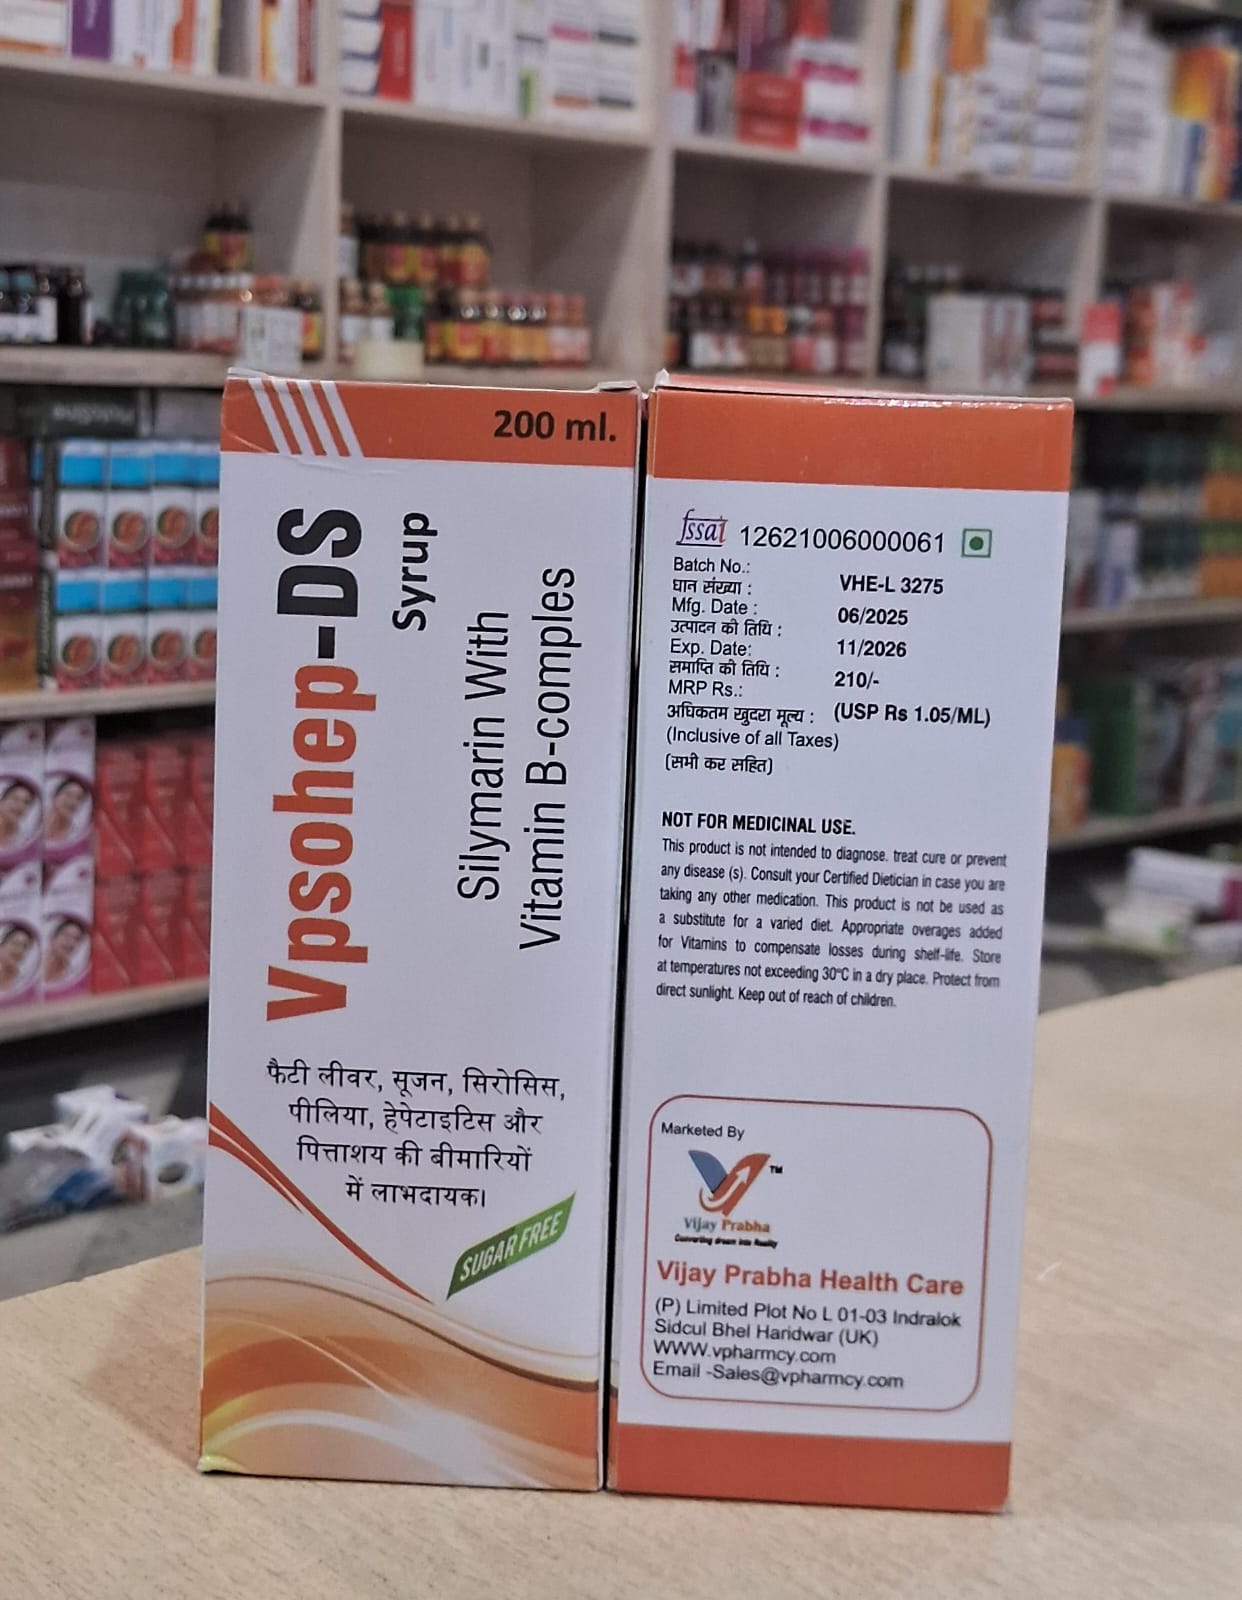 200 ml.
Vpsohep-DS
Syrup
Silymarin With
Vitamin B-comples
फैटी लीवर, सूजन, सिरोसिस,
पीलिया, हेपेटाइटिस और
पित्ताशय की बीमारियों
में लाभदायक।
SUGAR FREE
fssai 12621006000061
Batch No.:
धान संख्या : VHE-L 3275
Mfg. Date :
उत्पादन की तिथि : 06/2025
Exp. Date: 11/2026
समाप्ति की तिथि :
MRP Rs.: 210/-
अधिकतम खुदरा मूल्य : (USP Rs 1.05/ML)
(Inclusive of all Taxes)
(सभी कर सहित)
NOT FOR MEDICINAL USE.
This product is not intended to diagnose. treat cure or prevent
any disease (s). Consult your Certified Dietician in case you are
taking any other medication. This product is not be used as
a substitute for a varied diet. Appropriate overages added
for Vitamins to compensate losses during shelf-life. Store
at temperatures not exceeding 30°C in a dry place. Protect from
direct sunlight. Keep out of reach of children.
Marketed By
TM
Vijay Prabha
Converting dream into Reality
Vijay Prabha Health Care
(P) Limited Plot No L 01-03 Indralok
Sidcul Bhel Haridwar (UK)
WWW.vpharmcy.com
Email -Sales@vpharmcy.com